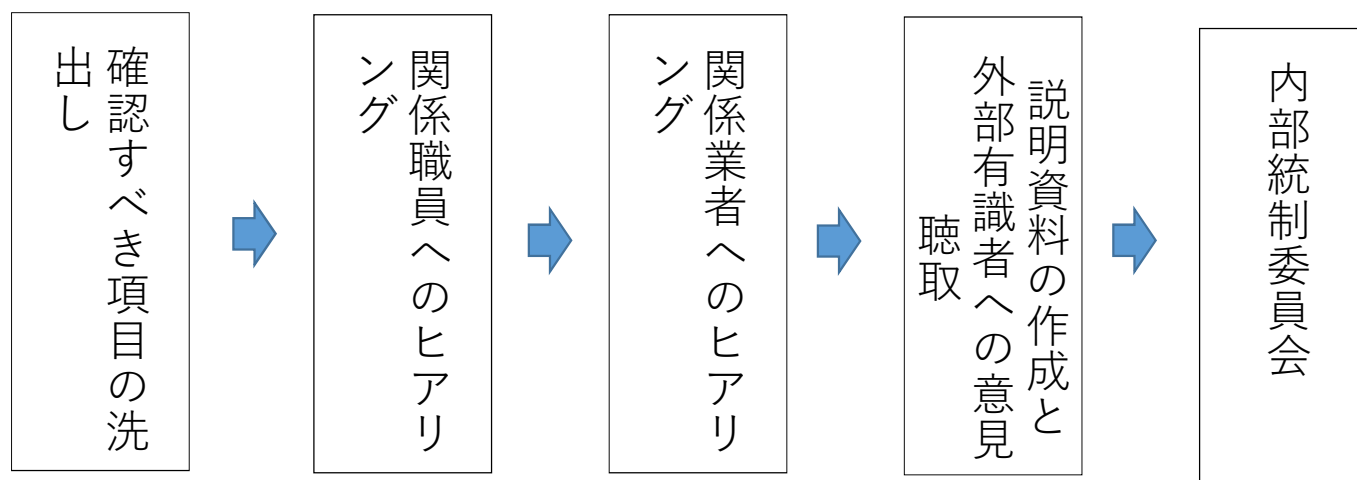 確認すべき項目の洗
出し
関係職員へのヒアリ
ング
関係業者へのヒアリ
ング
説明資料の作成と
外部有識者への意見
聴取
内部統制委員会